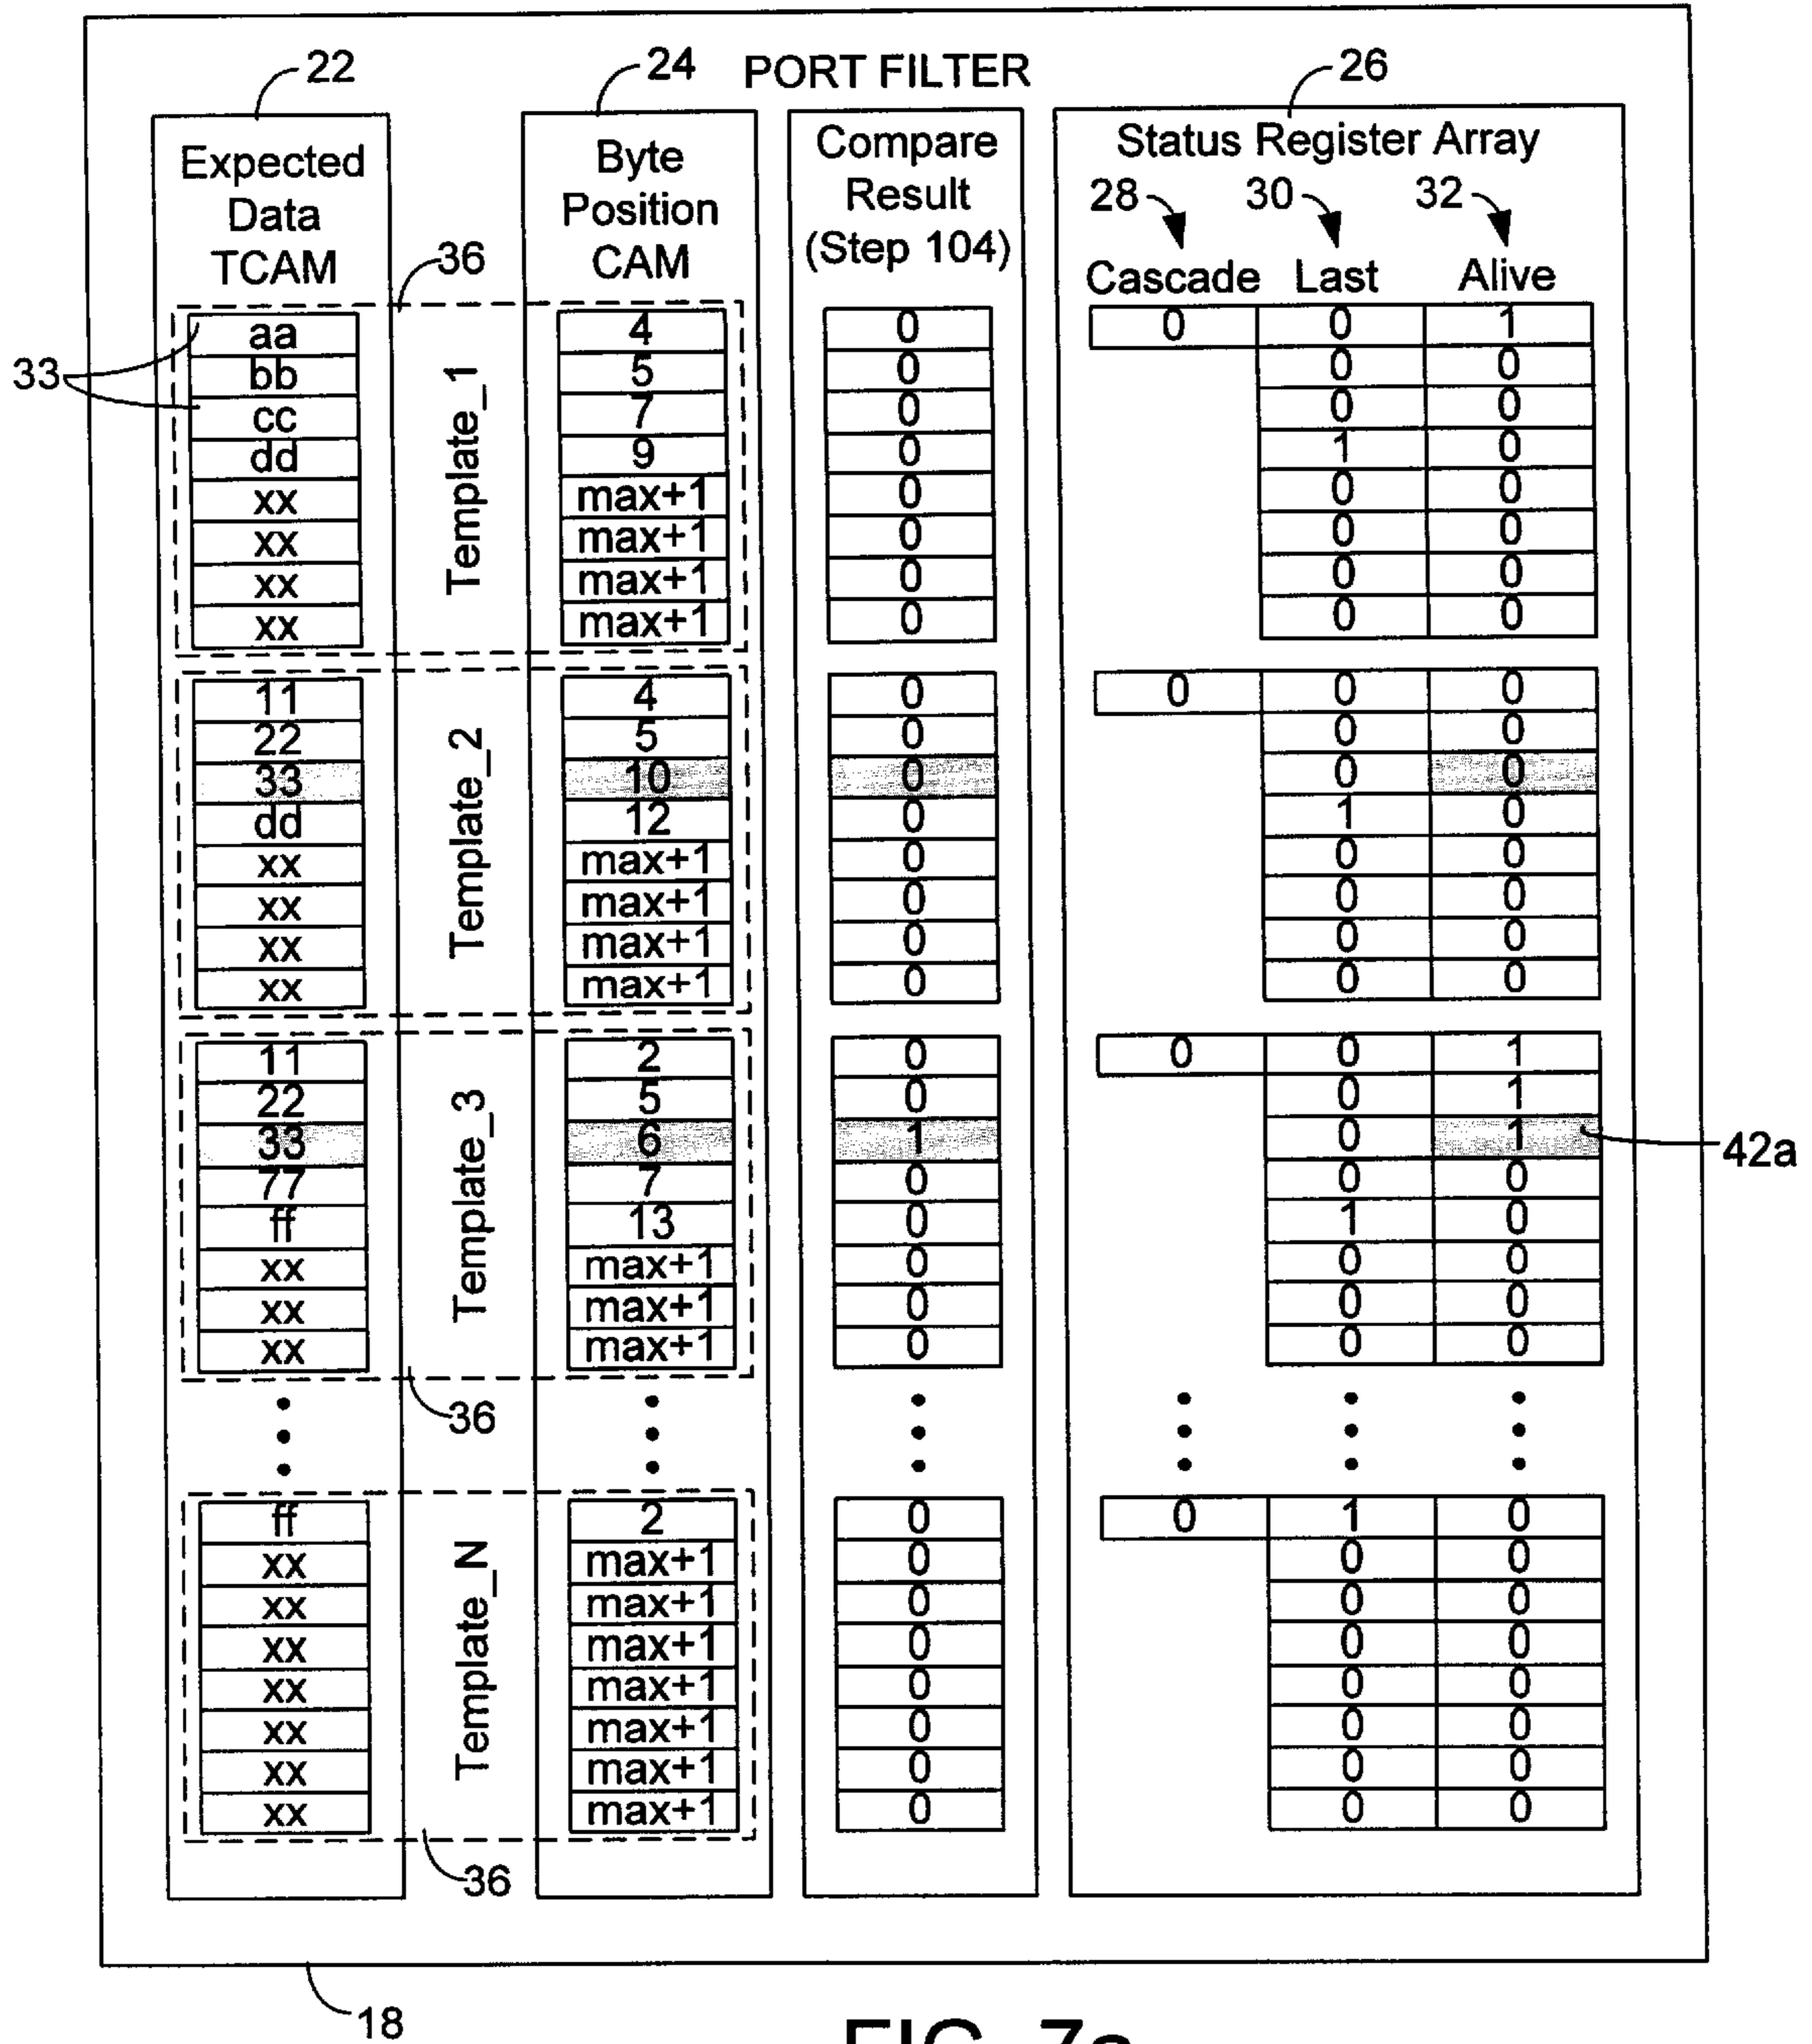 PORT FILTER
22
24
26
Expected
Data
TCAM
Byte
Position
CAM
Compare
Result
(Step 104)
Status Register Array
28
30
32
Cascade Last Alive
36
33
Template_1
aa 4 0 0 0 1
bb 5 0 0 0
cc 7 0 0 0
dd 9 0 1 0
xx max+1 0 0 0
xx max+1 0 0 0
xx max+1 0 0 0
xx max+1 0 0 0
Template_2
11 4 0 0 0 0
22 5 0 0 0
33 10 0 0 0
dd 12 0 1 0
xx max+1 0 0 0
xx max+1 0 0 0
xx max+1 0 0 0
xx max+1 0 0 0
Template_3
11 2 0 0 0 1
22 5 0 0 1
33 6 1 0 1
42a
77 7 0 0 0
ff 13 0 1 0
xx max+1 0 0 0
xx max+1 0 0 0
xx max+1 0 0 0
36
Template_N
ff 2 0 0 1 0
xx max+1 0 0 0
xx max+1 0 0 0
xx max+1 0 0 0
xx max+1 0 0 0
xx max+1 0 0 0
xx max+1 0 0 0
xx max+1 0 0 0
36
18
FIG. 7a